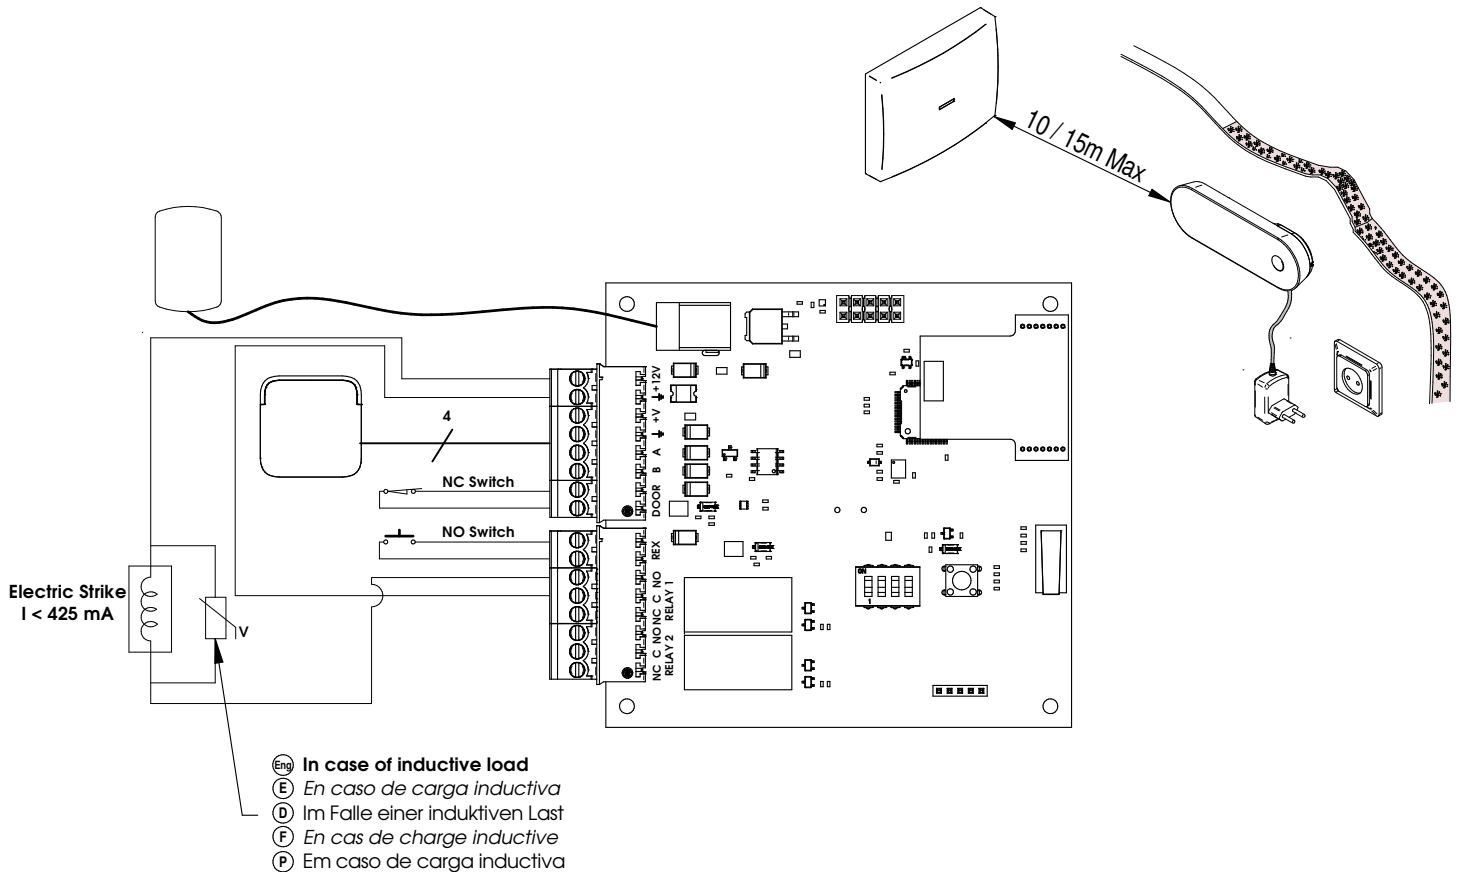 10 / 15m Max
4
NC Switch
NO Switch
Electric Strike
I < 425 mA
V
+12V
+V
A
B
DOOR
REX
NC C NO
RELAY 1
NC C NO
RELAY 2
ON
1
Eng In case of inductive load
E En caso de carga inductiva
D Im Falle einer induktiven Last
F En cas de charge inductive
P Em caso de carga inductiva